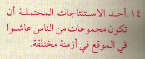 ١٤ أحد الاستنتاجات المحتملة أن
تكون مجموعات من الناس عاشوا
في الموقع في أزمنة مختلفة.